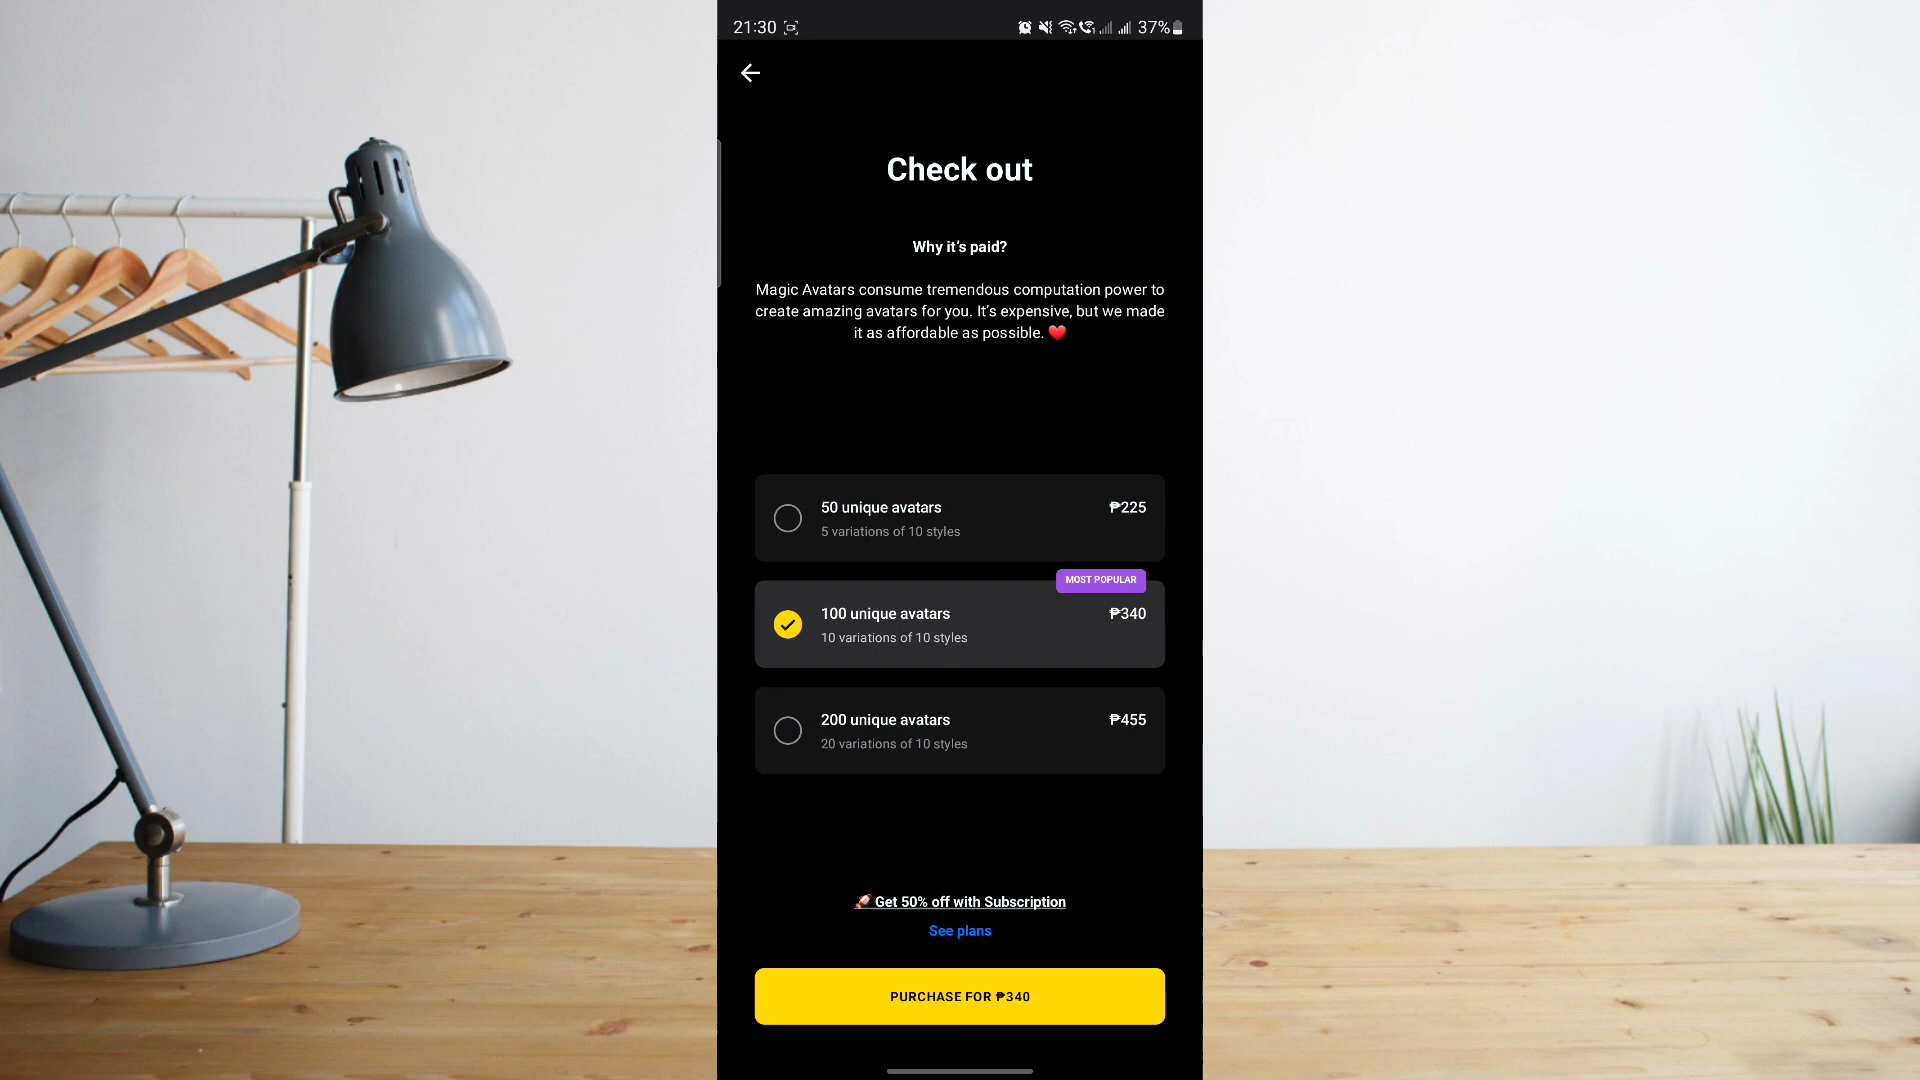 21:30
37%
Check out
Why it's paid?
Magic Avatars consume tremendous computation power to
create amazing avatars for you. It's expensive, but we made
it as affordable as possible. ❤️
50 unique avatars ₱225
5 variations of 10 styles
MOST POPULAR
100 unique avatars ₱340
10 variations of 10 styles
200 unique avatars ₱455
20 variations of 10 styles
🚀 Get 50% off with Subscription
See plans
PURCHASE FOR ₱340